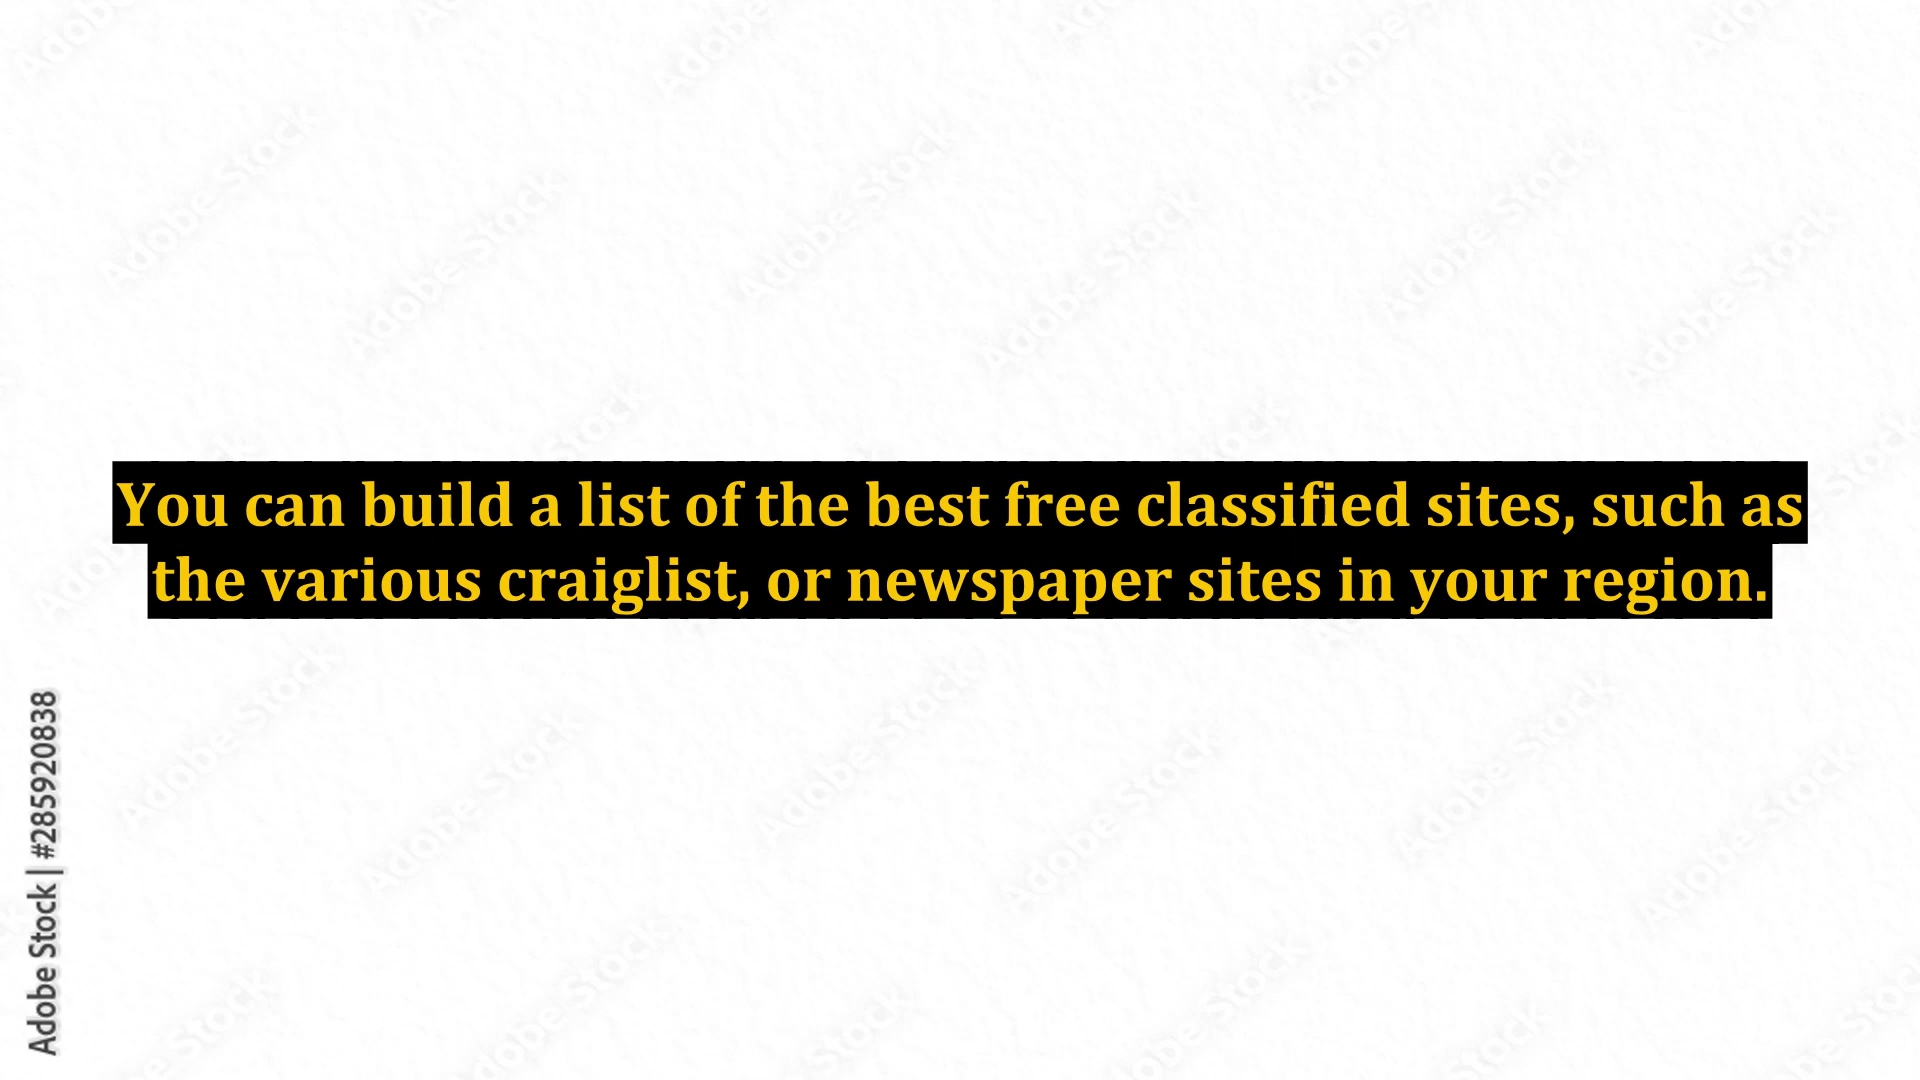 You can build a list of the best free classified sites, such as
the various craiglist, or newspaper sites in your region.
Adobe Stock | #285920838